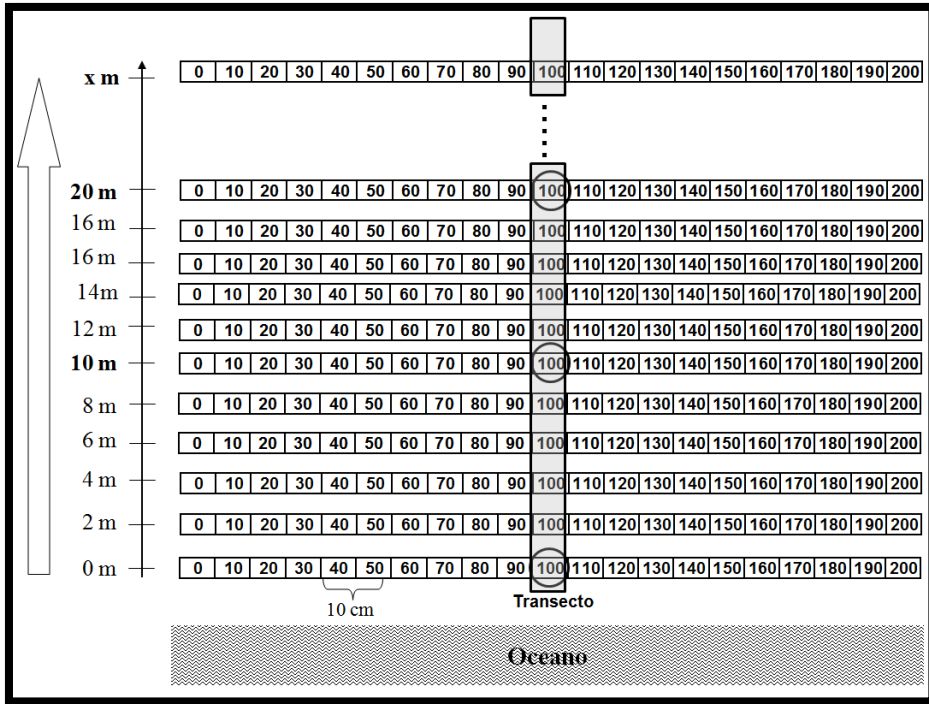 x m 0 10 20 30 40 50 60 70 80 90 100 110 120 130 140 150 160 170 180 190 200
20 m 0 10 20 30 40 50 60 70 80 90 100 110 120 130 140 150 160 170 180 190 200
16 m 0 10 20 30 40 50 60 70 80 90 100 110 120 130 140 150 160 170 180 190 200
16 m 0 10 20 30 40 50 60 70 80 90 100 110 120 130 140 150 160 170 180 190 200
14m 0 10 20 30 40 50 60 70 80 90 100 110 120 130 140 150 160 170 180 190 200
12 m 0 10 20 30 40 50 60 70 80 90 100 110 120 130 140 150 160 170 180 190 200
10 m 0 10 20 30 40 50 60 70 80 90 100 110 120 130 140 150 160 170 180 190 200
8 m 0 10 20 30 40 50 60 70 80 90 100 110 120 130 140 150 160 170 180 190 200
6 m 0 10 20 30 40 50 60 70 80 90 100 110 120 130 140 150 160 170 180 190 200
4 m 0 10 20 30 40 50 60 70 80 90 100 110 120 130 140 150 160 170 180 190 200
2 m 0 10 20 30 40 50 60 70 80 90 100 110 120 130 140 150 160 170 180 190 200
0 m 0 10 20 30 40 50 60 70 80 90 100 110 120 130 140 150 160 170 180 190 200
10 cm
Transecto
Oceano